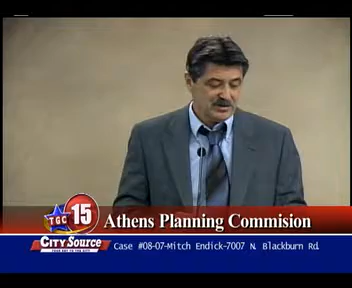 TGC
15
Athens Planning Commision
CITY SOURCE
Case #08-07-Mitch Endick-7007 N. Blackburn Rd.